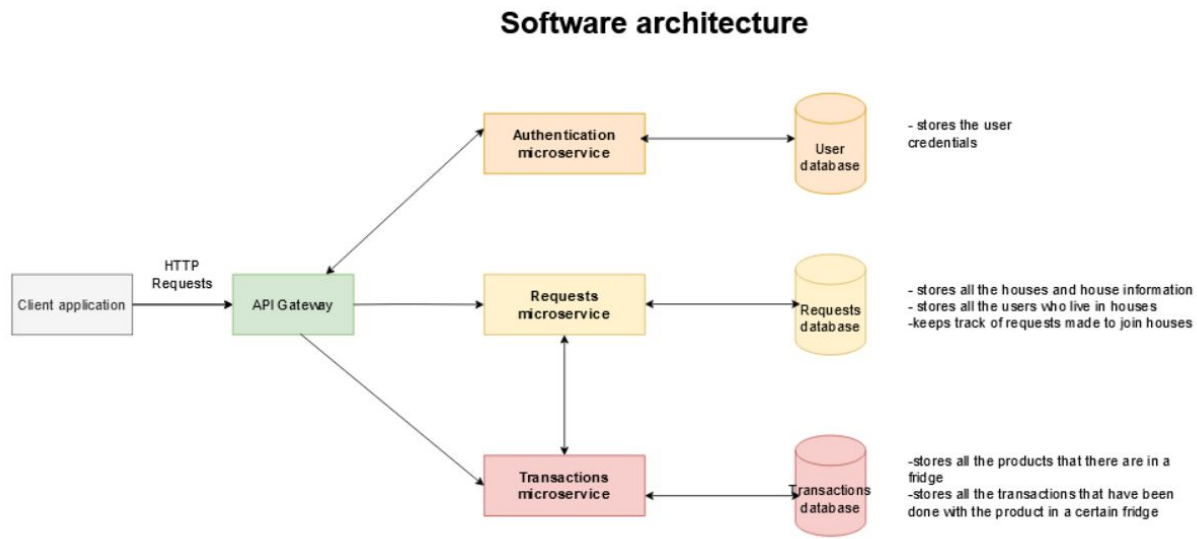 Software architecture
Authentication
microservice
User
database
- stores the user
credentials
HTTP
Requests
Client application
API Gateway
Requests
microservice
Requests
database
- stores all the houses and house information
- stores all the users who live in houses
-keeps track of requests made to join houses
Transactions
microservice
Transactions
database
-stores all the products that there are in a
fridge
-stores all the transactions that have been
done with the product in a certain fridge